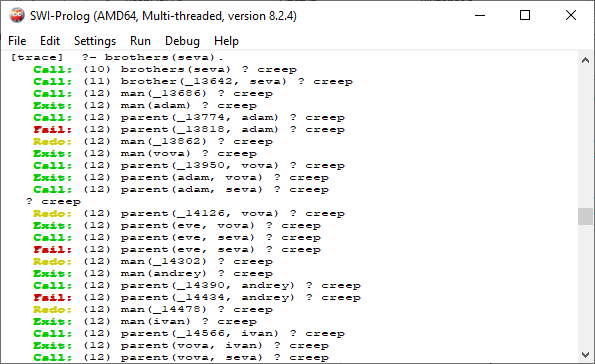 SWI-Prolog (AMD64, Multi-threaded, version 8.2.4)
File Edit Settings Run Debug Help
[trace]  ?- brothers(seva).
Call: (10) brothers(seva) ? creep
Call: (11) brother(_13642, seva) ? creep
Call: (12) man(_13686) ? creep
Exit: (12) man(adam) ? creep
Call: (12) parent(_13774, adam) ? creep
Fail: (12) parent(_13818, adam) ? creep
Redo: (12) man(_13862) ? creep
Exit: (12) man(vova) ? creep
Call: (12) parent(_13950, vova) ? creep
Exit: (12) parent(adam, vova) ? creep
Call: (12) parent(adam, seva) ? creep
? creep
Redo: (12) parent(_14126, vova) ? creep
Exit: (12) parent(eve, vova) ? creep
Call: (12) parent(eve, seva) ? creep
Fail: (12) parent(eve, seva) ? creep
Redo: (12) man(_14302) ? creep
Exit: (12) man(andrey) ? creep
Call: (12) parent(_14390, andrey) ? creep
Fail: (12) parent(_14434, andrey) ? creep
Redo: (12) man(_14478) ? creep
Exit: (12) man(ivan) ? creep
Call: (12) parent(_14566, ivan) ? creep
Exit: (12) parent(vova, ivan) ? creep
Call: (12) parent(vova, seva) ? creep